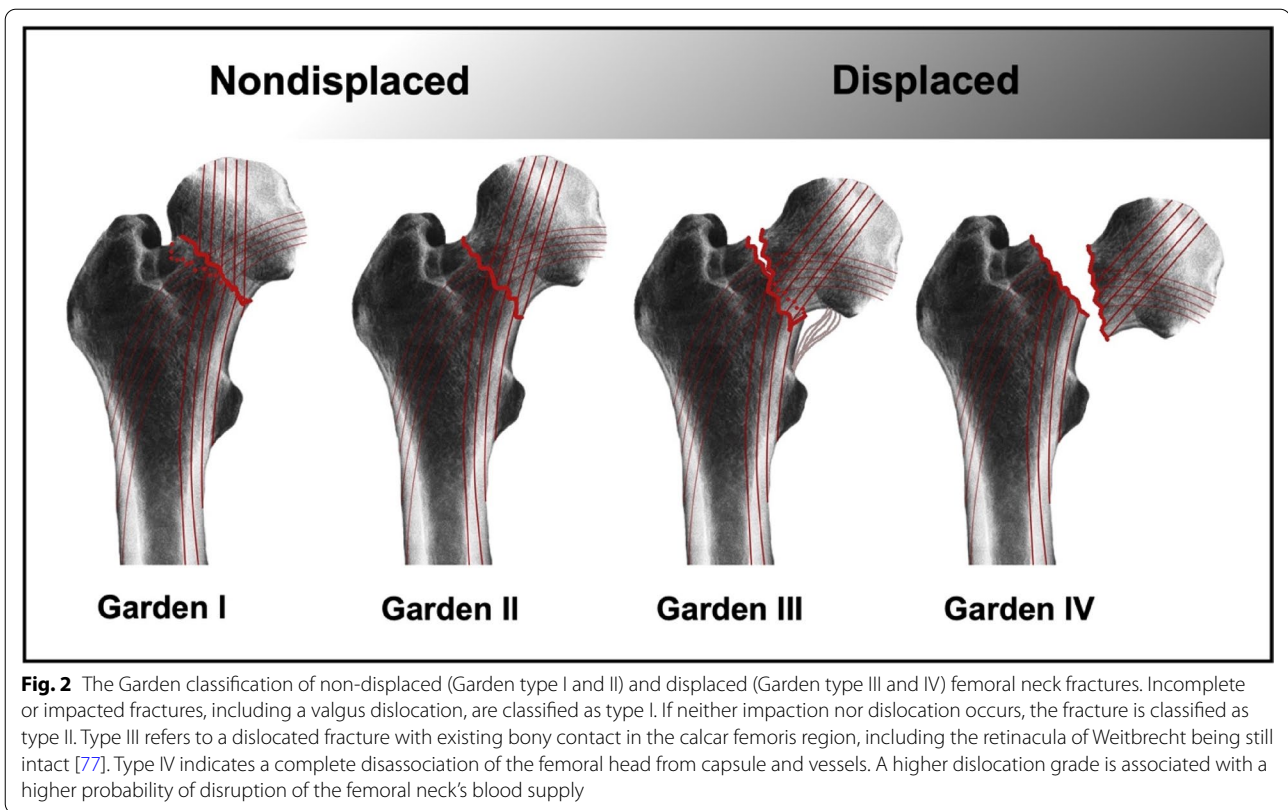 Nondisplaced Displaced
Garden I Garden II Garden III Garden IV
Fig. 2 The Garden classification of non-displaced (Garden type I and II) and displaced (Garden type III and IV) femoral neck fractures. Incomplete
or impacted fractures, including a valgus dislocation, are classified as type I. If neither impaction nor dislocation occurs, the fracture is classified as
type II. Type III refers to a dislocated fracture with existing bony contact in the calcar femoris region, including the retinacula of Weitbrecht being still
intact [77]. Type IV indicates a complete disassociation of the femoral head from capsule and vessels. A higher dislocation grade is associated with a
higher probability of disruption of the femoral neck's blood supply